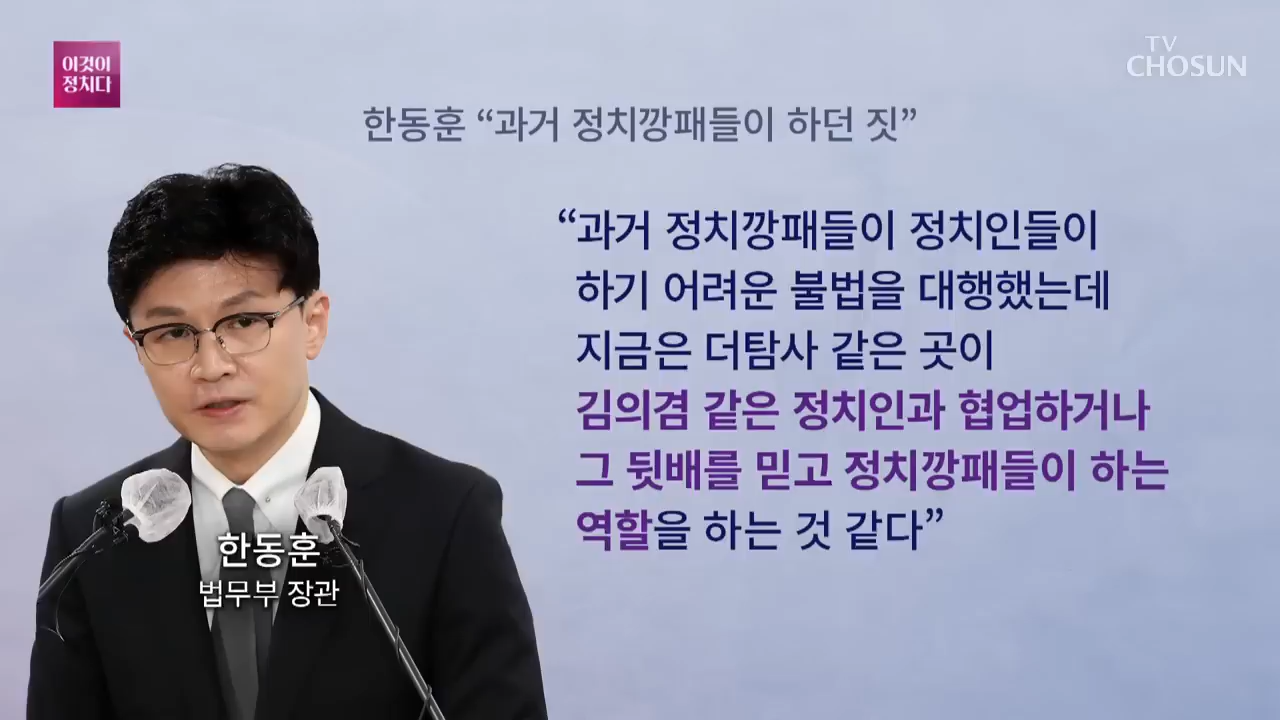 이것이
정치다
TV
CHOSUN
한동훈 “과거 정치깡패들이 하던 짓”
“과거 정치깡패들이 정치인들이
하기 어려운 불법을 대행했는데
지금은 더탐사 같은 곳이
김의겸 같은 정치인과 협업하거나
그 뒷배를 믿고 정치깡패들이 하는
역할을 하는 것 같다”
한동훈
법무부 장관